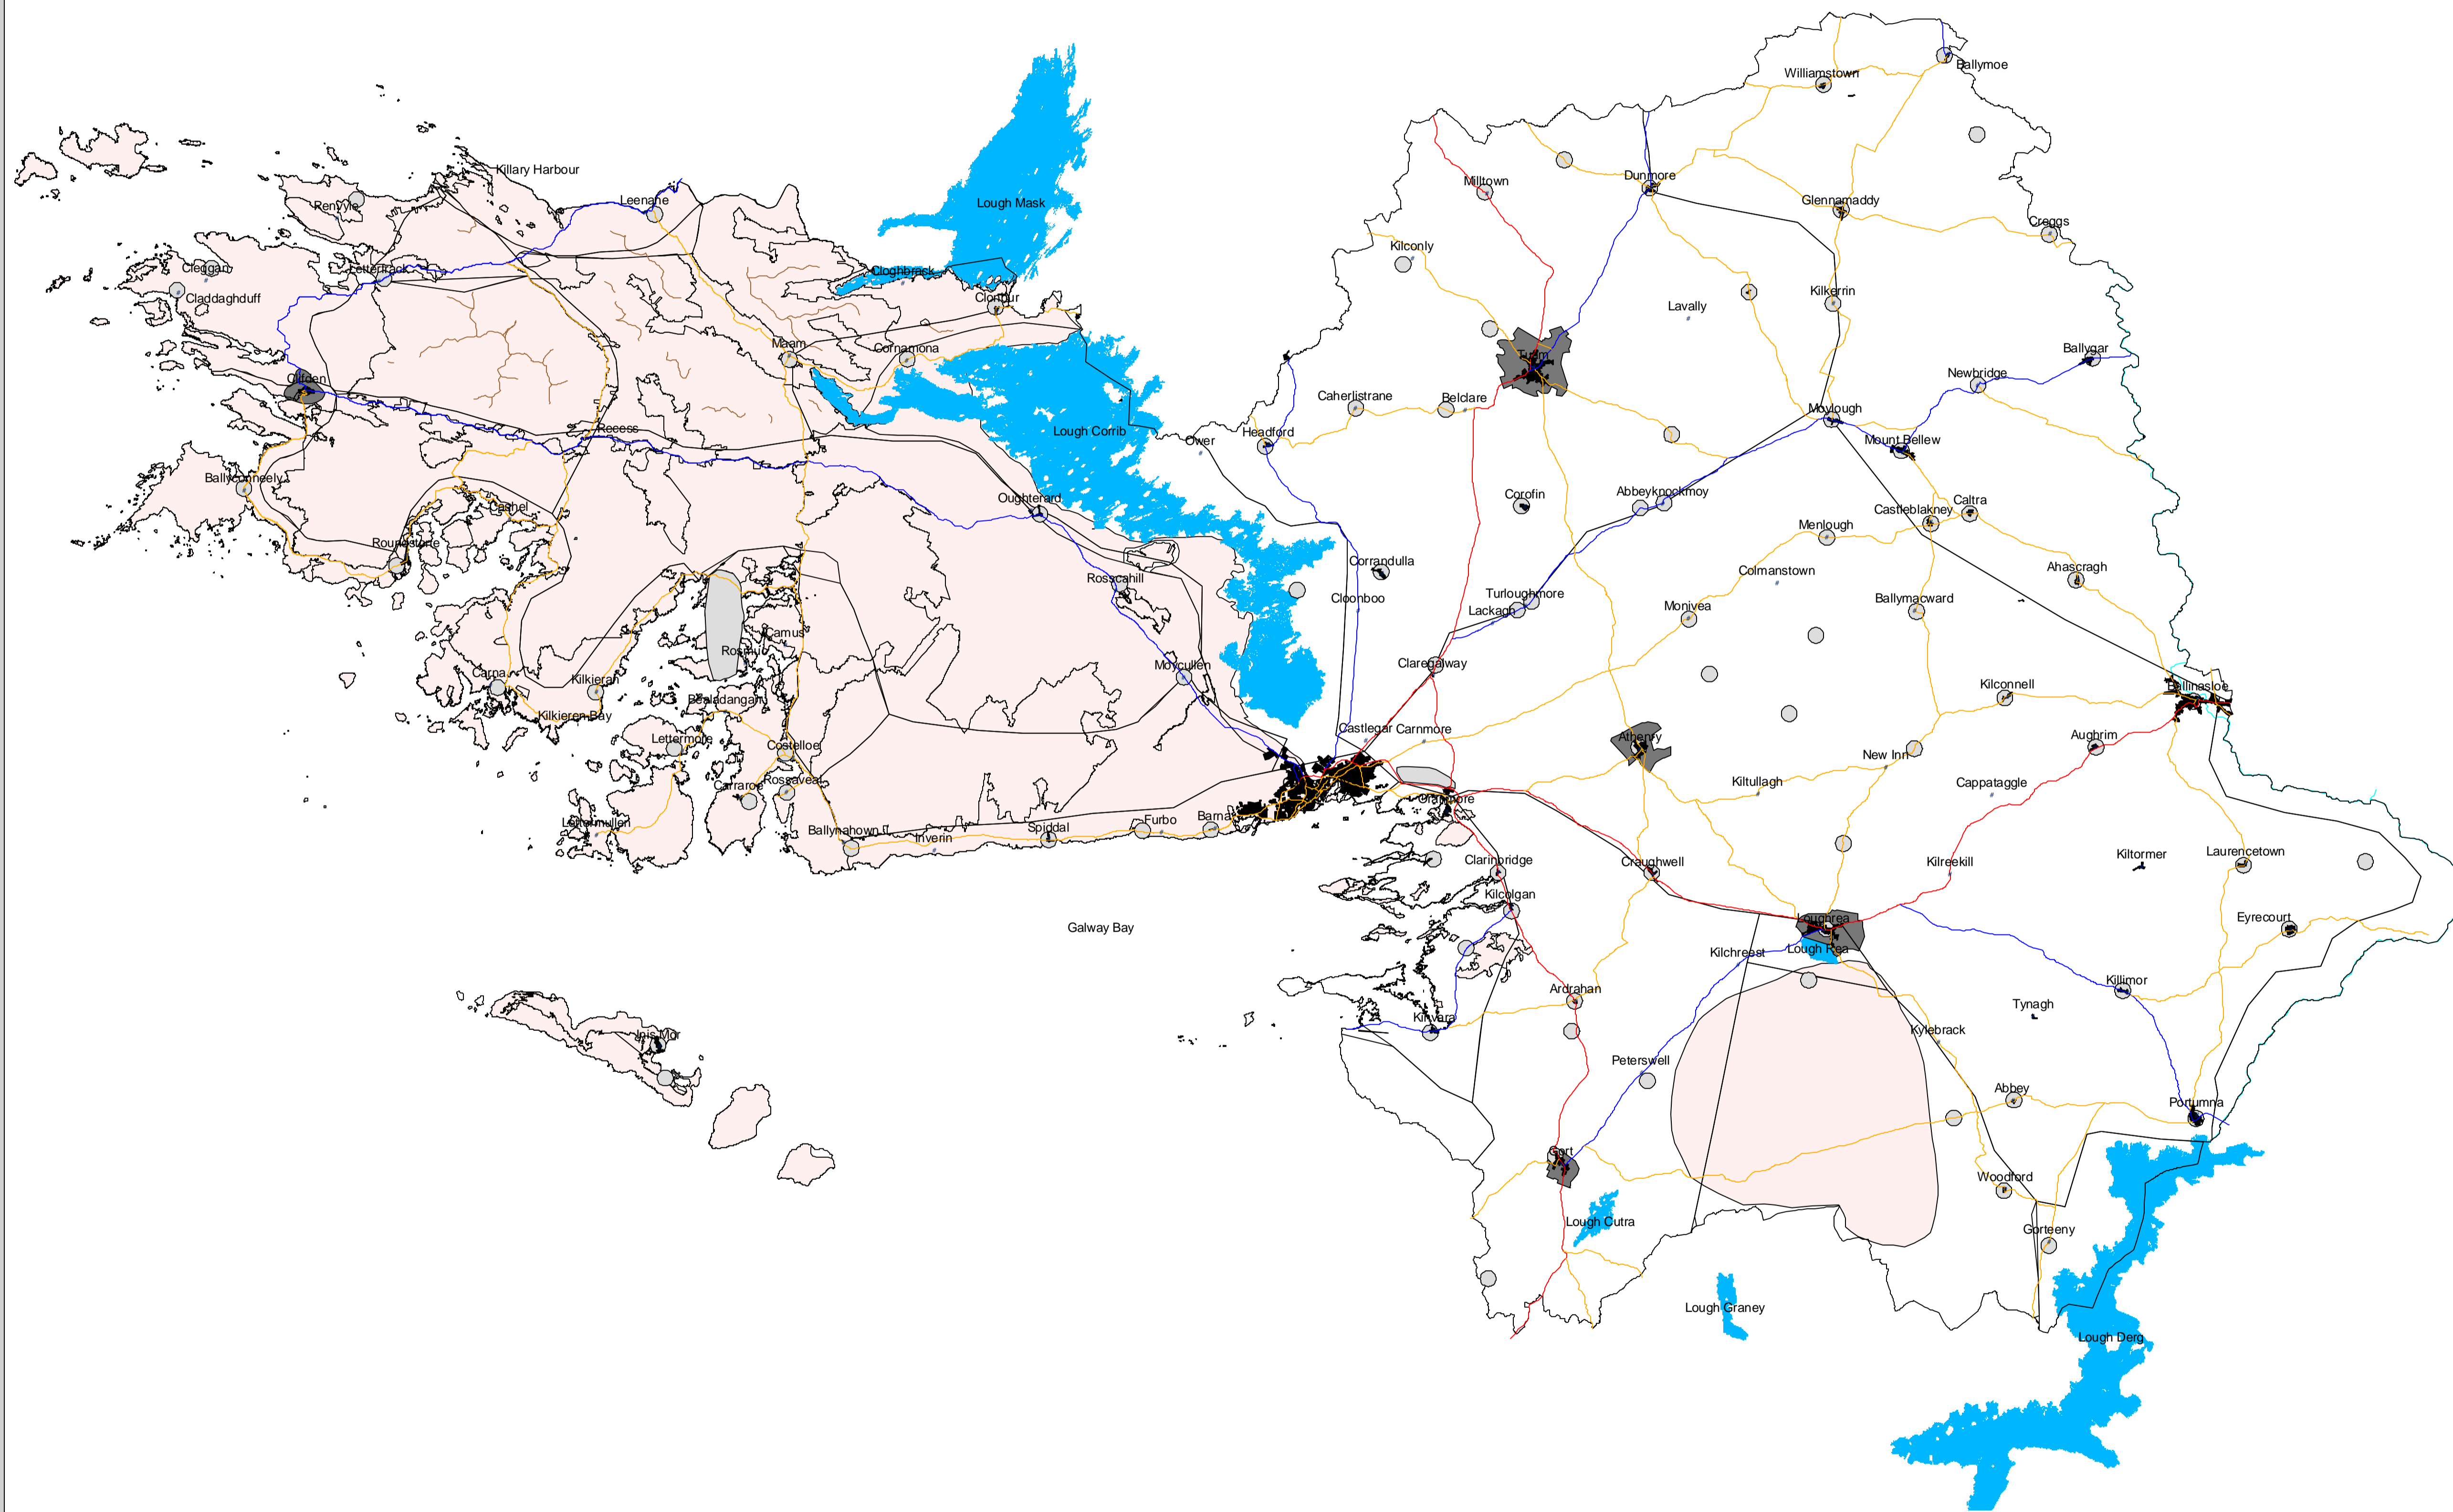 Williamstown
Ballymoe
Killary Harbour
Dunmore
Milltown
Leenane
Glennamaddy
Lough Mask
Renvyle
Creggs
Kilconly
Cleggan
Letterfrack
Cloghbrack
Claddaghduff
Clonbur
Kilkerrin
Lavally
Maam
Cornamona
Ballygar
Tuam
Newbridge
Clifden
Caherlistrane
Belclare
Moylough
Recess
Lough Corrib
Ower
Headford
Mount Bellew
Ballyconneely
Oughterard
Corofin
Abbeyknockmoy
Caltra
Cashel
Castleblakney
Menlough
Roundstone
Corrandulla
Colmanstown
Ahascragh
Rosscahill
Turloughmore
Cloonboo
Ballymacward
Lackagh
Monivea
Camus
Rosmuc
Claregalway
Moycullen
Carna
Kilkieran
Kilconnell
Ballinasloe
Bealadangan
Kilkieren Bay
Castlegar
Carnmore
Lettermore
Costelloe
Athenry
Aughrim
New Inn
Rossaveal
Carraroe
Kiltullagh
Cappataggle
Oranmore
Lettermullen
Ballynahown
Inverin
Spiddal
Furbo
Barna
Clarinbridge
Craughwell
Kilreekill
Kiltormer
Laurencetown
Kilcolgan
Galway Bay
Loughrea
Eyrecourt
Kilchreest
Lough Rea
Killimor
Ardrahan
Tynagh
Kinvara
Inis Mor
Kylebrack
Peterswell
Abbey
Portumna
Gort
Woodford
Lough Cutra
Gorteeny
Lough Graney
Lough Derg